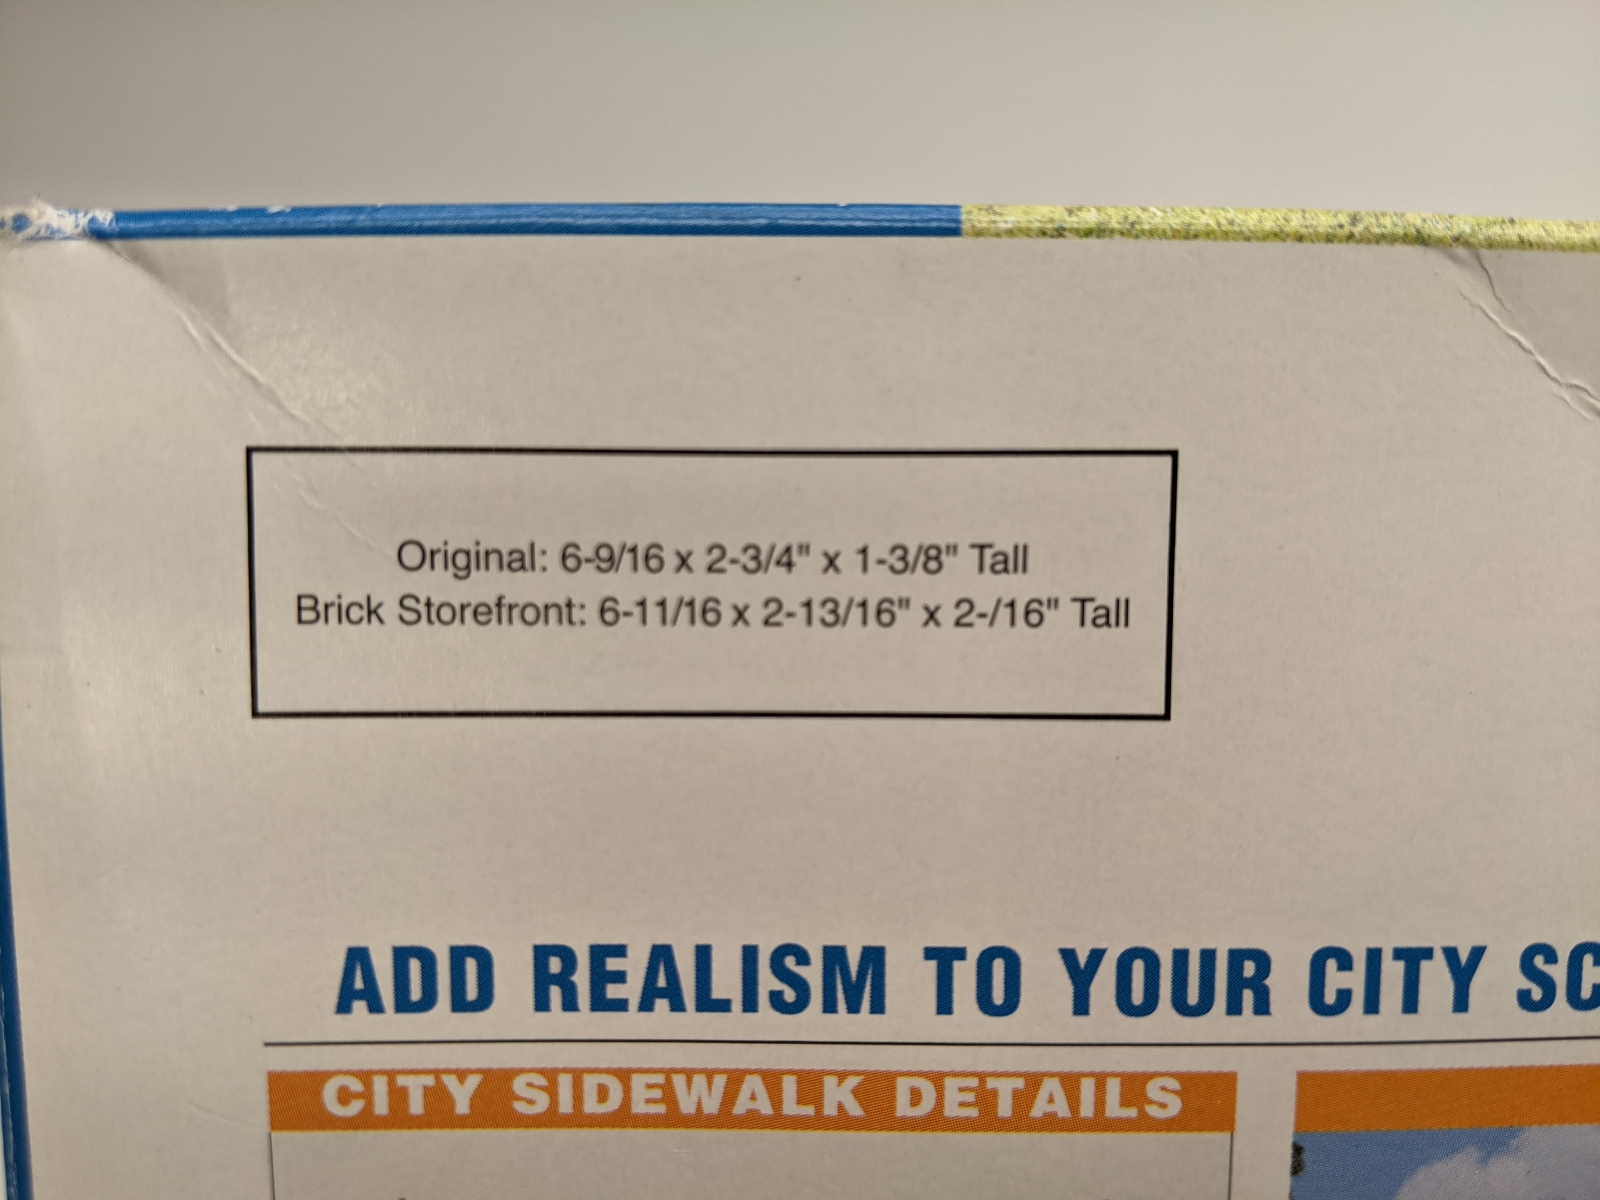 Original: 6-9/16 x 2-3/4" x 1-3/8" Tall
Brick Storefront: 6-11/16 x 2-13/16" x 2-/16" Tall
ADD REALISM TO YOUR CITY SC
CITY SIDEWALK DETAILS